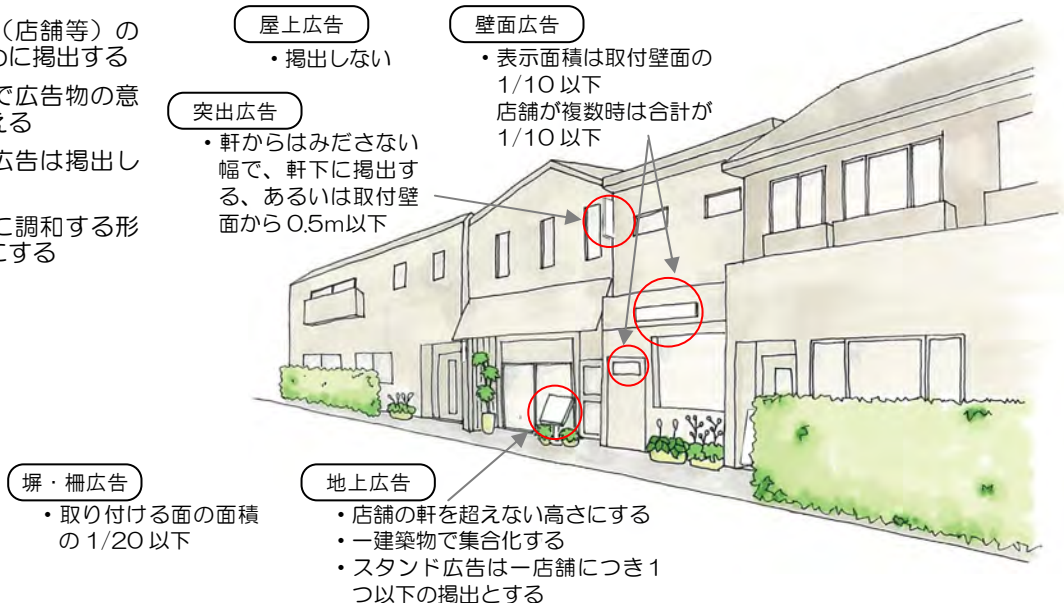 （店舗等）の
めに掲出する
で広告物の意
える
広告は掲出し
に調和する形
にする
屋上広告
・掲出しない
壁面広告
・表示面積は取付壁面の
1/10 以下
店舗が複数時は合計が
1/10 以下
突出広告
・軒からはみださない
幅で、軒下に掲出す
る、あるいは取付壁
面から 0.5m以下
塀・柵広告
・取り付ける面の面積
の 1/20 以下
地上広告
・店舗の軒を超えない高さにする
・一建築物で集合化する
・スタンド広告は一店舗につき１
つ以下の掲出とする